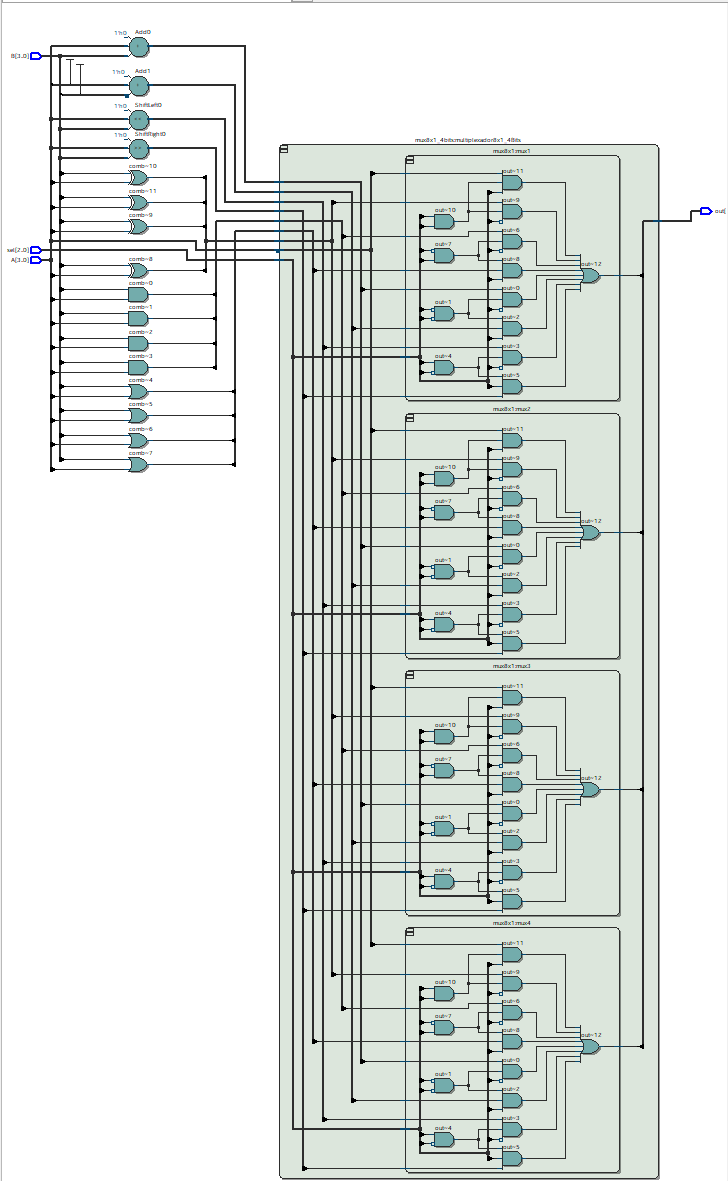 Add0
1'h0
B[3..0]
Add1
1'h0
ShiftLeft0
1'h0
ShiftRight0
1'h0
comb~10
comb~11
comb~9
sel[2..0]
A[3..0]
comb~8
comb~0
comb~1
comb~2
comb~3
comb~4
comb~5
comb~6
comb~7
mux8x1_4bits:multiplexador8x1_4Bits
mux8x1:mux1
out~11
out~9
out~10
out~6
out~7
out~8
out~12
out~0
out~1
out~2
out~3
out~4
out~5
out[
mux8x1:mux2
out~11
out~9
out~10
out~6
out~7
out~8
out~12
out~0
out~1
out~2
out~3
out~4
out~5
mux8x1:mux3
out~11
out~9
out~10
out~6
out~7
out~8
out~12
out~0
out~1
out~2
out~3
out~4
out~5
mux8x1:mux4
out~11
out~9
out~10
out~6
out~7
out~8
out~12
out~0
out~1
out~2
out~3
out~4
out~5